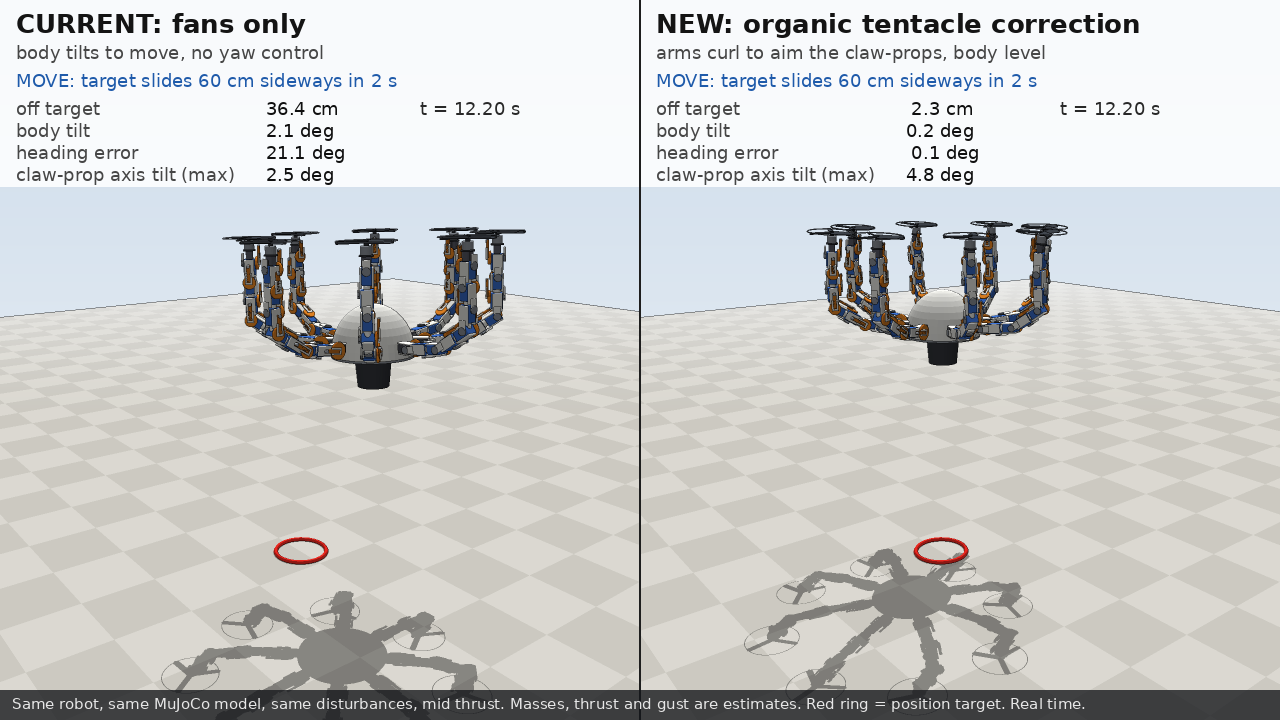 CURRENT: fans only
body tilts to move, no yaw control
MOVE: target slides 60 cm sideways in 2 s
off target 36.4 cm t = 12.20 s
body tilt 2.1 deg
heading error 21.1 deg
claw-prop axis tilt (max) 2.5 deg
NEW: organic tentacle correction
arms curl to aim the claw-props, body level
MOVE: target slides 60 cm sideways in 2 s
off target 2.3 cm t = 12.20 s
body tilt 0.2 deg
heading error 0.1 deg
claw-prop axis tilt (max) 4.8 deg
Same robot, same MuJoCo model, same disturbances, mid thrust. Masses, thrust and gust are estimates. Red ring = position target. Real time.